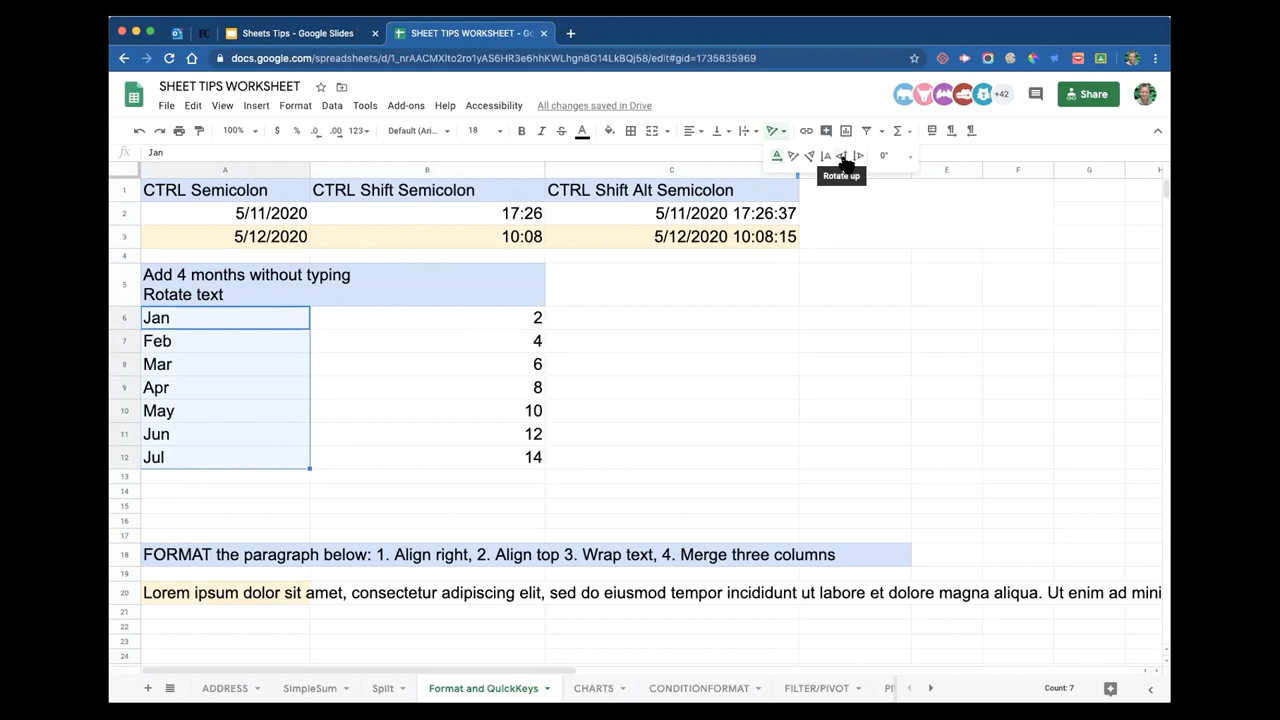 Sheets Tips - Google Slides
SHEET TIPS WORKSHEET - Go
docs.google.com/spreadsheets/d/1_nrAACMXIto2ro1yAS6HR3e6hhKWLhgn8G14LkBQj58/edit#gid=1735835969
SHEET TIPS WORKSHEET
+42
Share
File Edit View Insert Format Data Tools Add-ons Help Accessibility All changes saved in Drive
100% $ % .0 .00 123 Default (Ari... 18 B I S A
fx Jan
0°
Rotate up
A B C E F G H
1 CTRL Semicolon CTRL Shift Semicolon CTRL Shift Alt Semicolon
2 5/11/2020 17:26 5/11/2020 17:26:37
3 5/12/2020 10:08 5/12/2020 10:08:15
4
5 Add 4 months without typing
Rotate text
6 Jan 2
7 Feb 4
8 Mar 6
9 Apr 8
10 May 10
11 Jun 12
12 Jul 14
13
14
15
16
17
18 FORMAT the paragraph below: 1. Align right, 2. Align top 3. Wrap text, 4. Merge three columns
19
20 Lorem ipsum dolor sit amet, consectetur adipiscing elit, sed do eiusmod tempor incididunt ut labore et dolore magna aliqua. Ut enim ad mini
21
22
23
24
ADDRESS SimpleSum Split Format and QuickKeys CHARTS CONDITIONFORMAT FILTER/PIVOT Count: 7